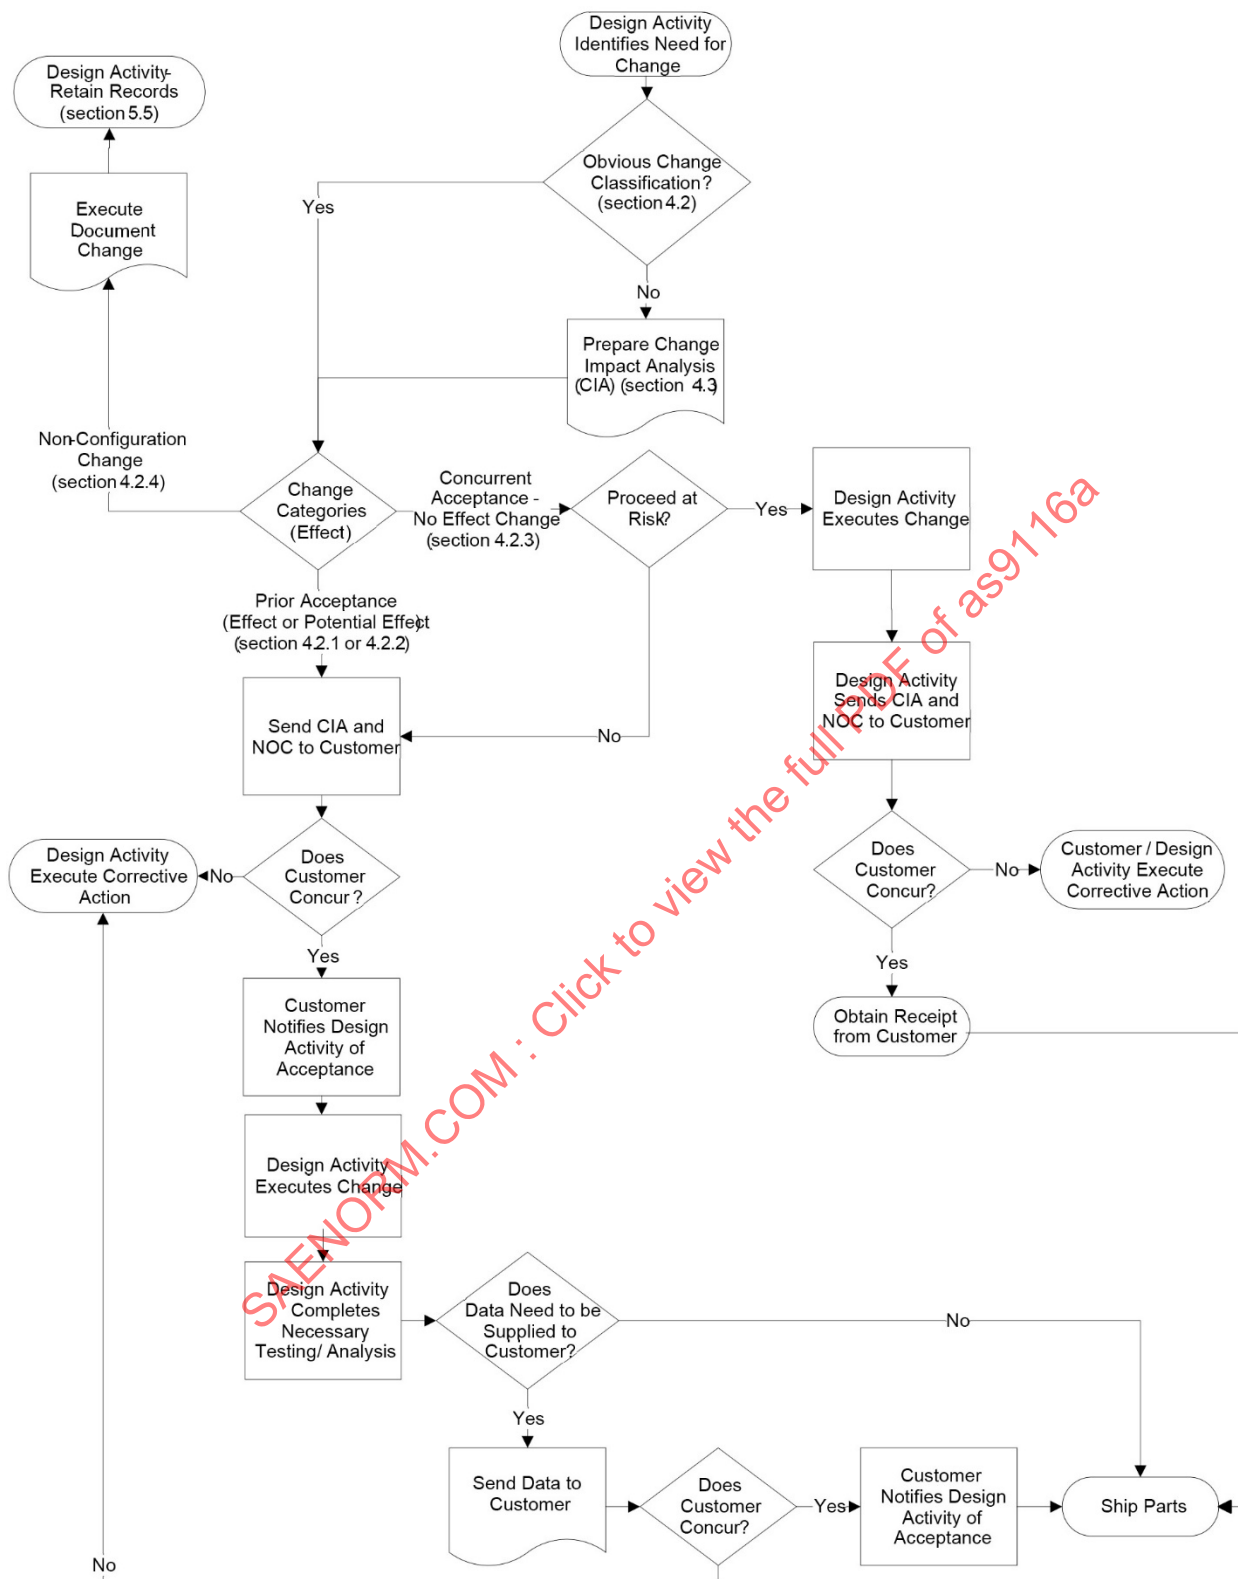 Design Activity
Identifies Need for
Change
Design Activity-
Retain Records
(section 5.5)
Obvious Change
Classification?
(section 4.2)
Yes
Execute
Document
Change
No
Prepare Change
Impact Analysis
(CIA) (section 4.3)
Non-Configuration
Change
(section 4.2.4)
Change
Categories
(Effect)
Concurrent
Acceptance -
No Effect Change
(section 4.2.3)
Proceed at
Risk?
Yes
Design Activity
Executes Change
Prior Acceptance
(Effect or Potential Effect)
(section 4.2.1 or 4.2.2)
Send CIA and
NOC to Customer
No
Design Activity
Sends CIA and
NOC to Customer
Design Activity
Execute Corrective
Action
No
Does
Customer
Concur?
Does
Customer
Concur?
No
Customer / Design
Activity Execute
Corrective Action
Yes
Yes
Customer
Notifies Design
Activity of
Acceptance
Obtain Receipt
from Customer
Design Activity
Executes Change
Design Activity
Completes
Necessary
Testing/ Analysis
Does
Data Need to be
Supplied to
Customer?
No
Yes
Send Data to
Customer
Does
Customer
Concur?
Yes
Customer
Notifies Design
Activity of
Acceptance
Ship Parts
No
SAENORM.COM : Click to view the full PDF of as9116a